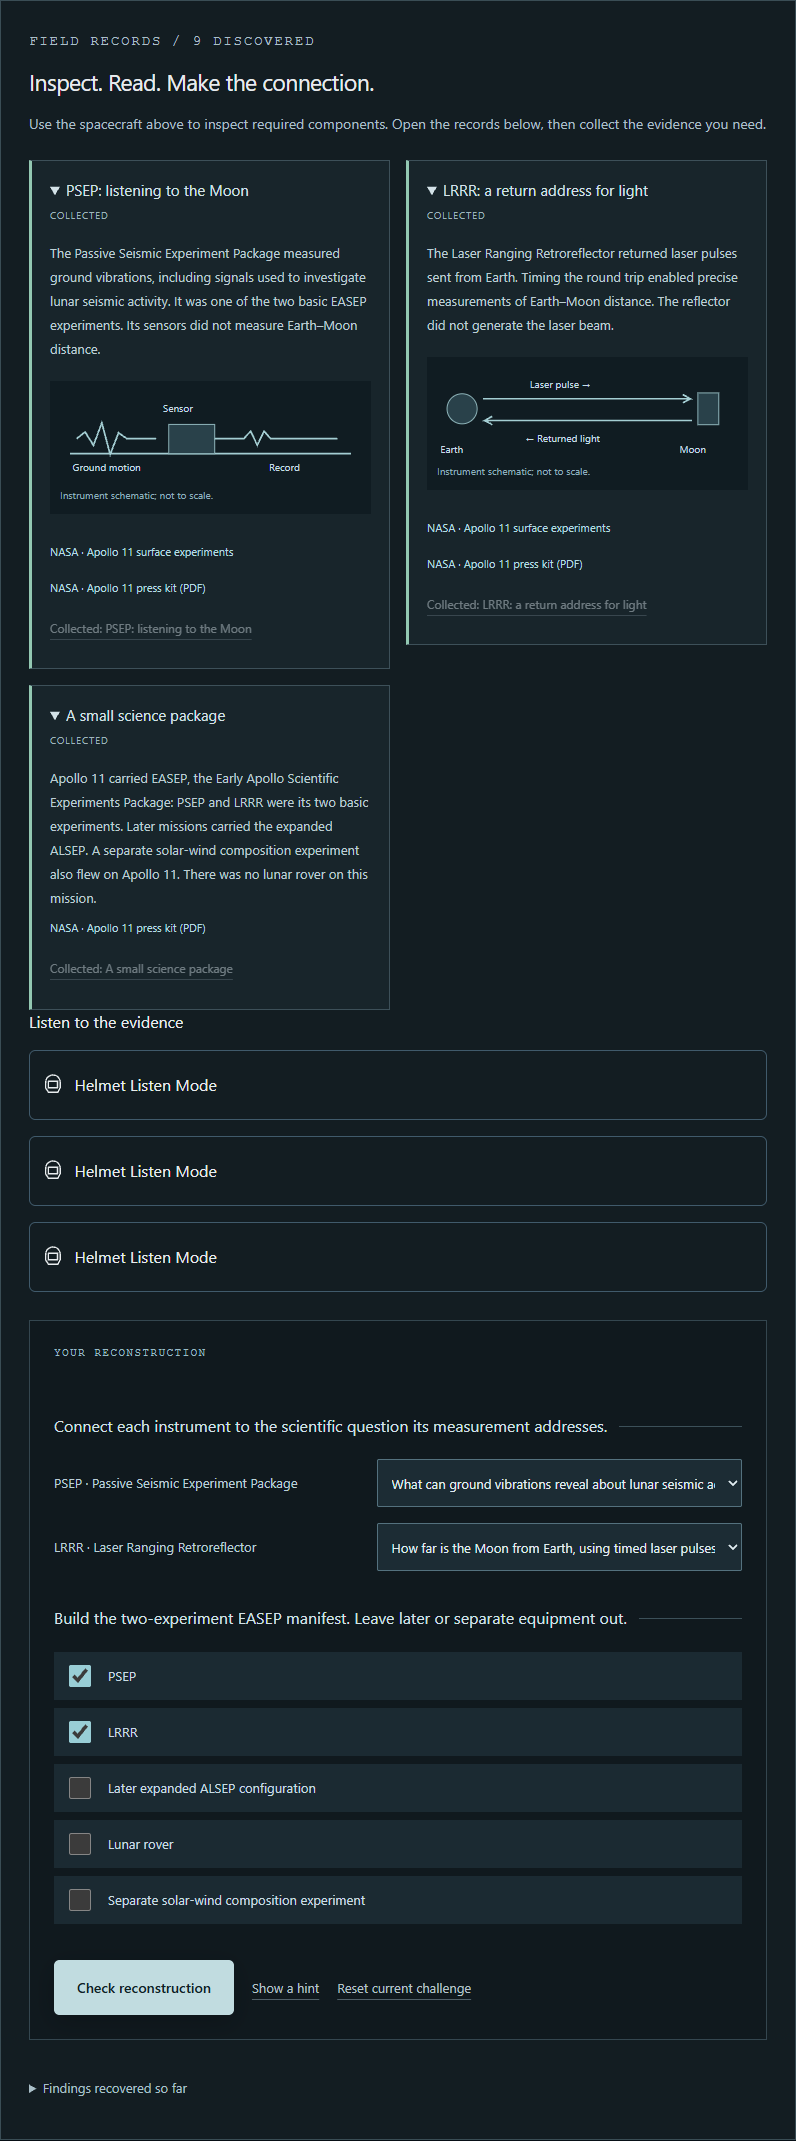 FIELD RECORDS / 9 DISCOVERED
Inspect. Read. Make the connection.
Use the spacecraft above to inspect required components. Open the records below, then collect the evidence you need.
▼ PSEP: listening to the Moon
COLLECTED
The Passive Seismic Experiment Package measured
ground vibrations, including signals used to investigate
lunar seismic activity. It was one of the two basic EASEP
experiments. Its sensors did not measure Earth–Moon
distance.
Sensor
Ground motion
Record
Instrument schematic; not to scale.
NASA · Apollo 11 surface experiments
NASA · Apollo 11 press kit (PDF)
Collected: PSEP: listening to the Moon
▼ LRRR: a return address for light
COLLECTED
The Laser Ranging Retroreflector returned laser pulses
sent from Earth. Timing the round trip enabled precise
measurements of Earth–Moon distance. The reflector
did not generate the laser beam.
Laser pulse →
← Returned light
Earth
Moon
Instrument schematic; not to scale.
NASA · Apollo 11 surface experiments
NASA · Apollo 11 press kit (PDF)
Collected: LRRR: a return address for light
▼ A small science package
COLLECTED
Apollo 11 carried EASEP, the Early Apollo Scientific
Experiments Package: PSEP and LRRR were its two basic
experiments. Later missions carried the expanded
ALSEP. A separate solar-wind composition experiment
also flew on Apollo 11. There was no lunar rover on this
mission.
NASA · Apollo 11 press kit (PDF)
Collected: A small science package
Listen to the evidence
Helmet Listen Mode
Helmet Listen Mode
Helmet Listen Mode
YOUR RECONSTRUCTION
Connect each instrument to the scientific question its measurement addresses.
PSEP · Passive Seismic Experiment Package
What can ground vibrations reveal about lunar seismic a
LRRR · Laser Ranging Retroreflector
How far is the Moon from Earth, using timed laser pulses
Build the two-experiment EASEP manifest. Leave later or separate equipment out.
PSEP
LRRR
Later expanded ALSEP configuration
Lunar rover
Separate solar-wind composition experiment
Check reconstruction
Show a hint
Reset current challenge
▶ Findings recovered so far